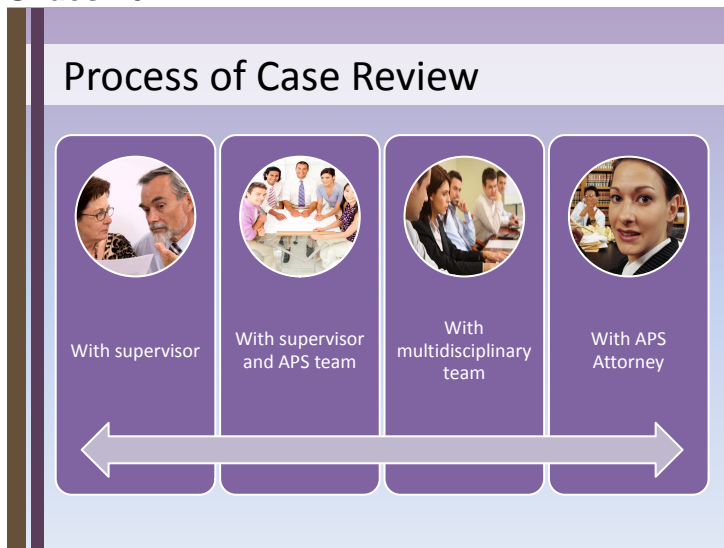 Process of Case Review
With supervisor
With supervisor
and APS team
With
multidisciplinary
team
With APS
Attorney